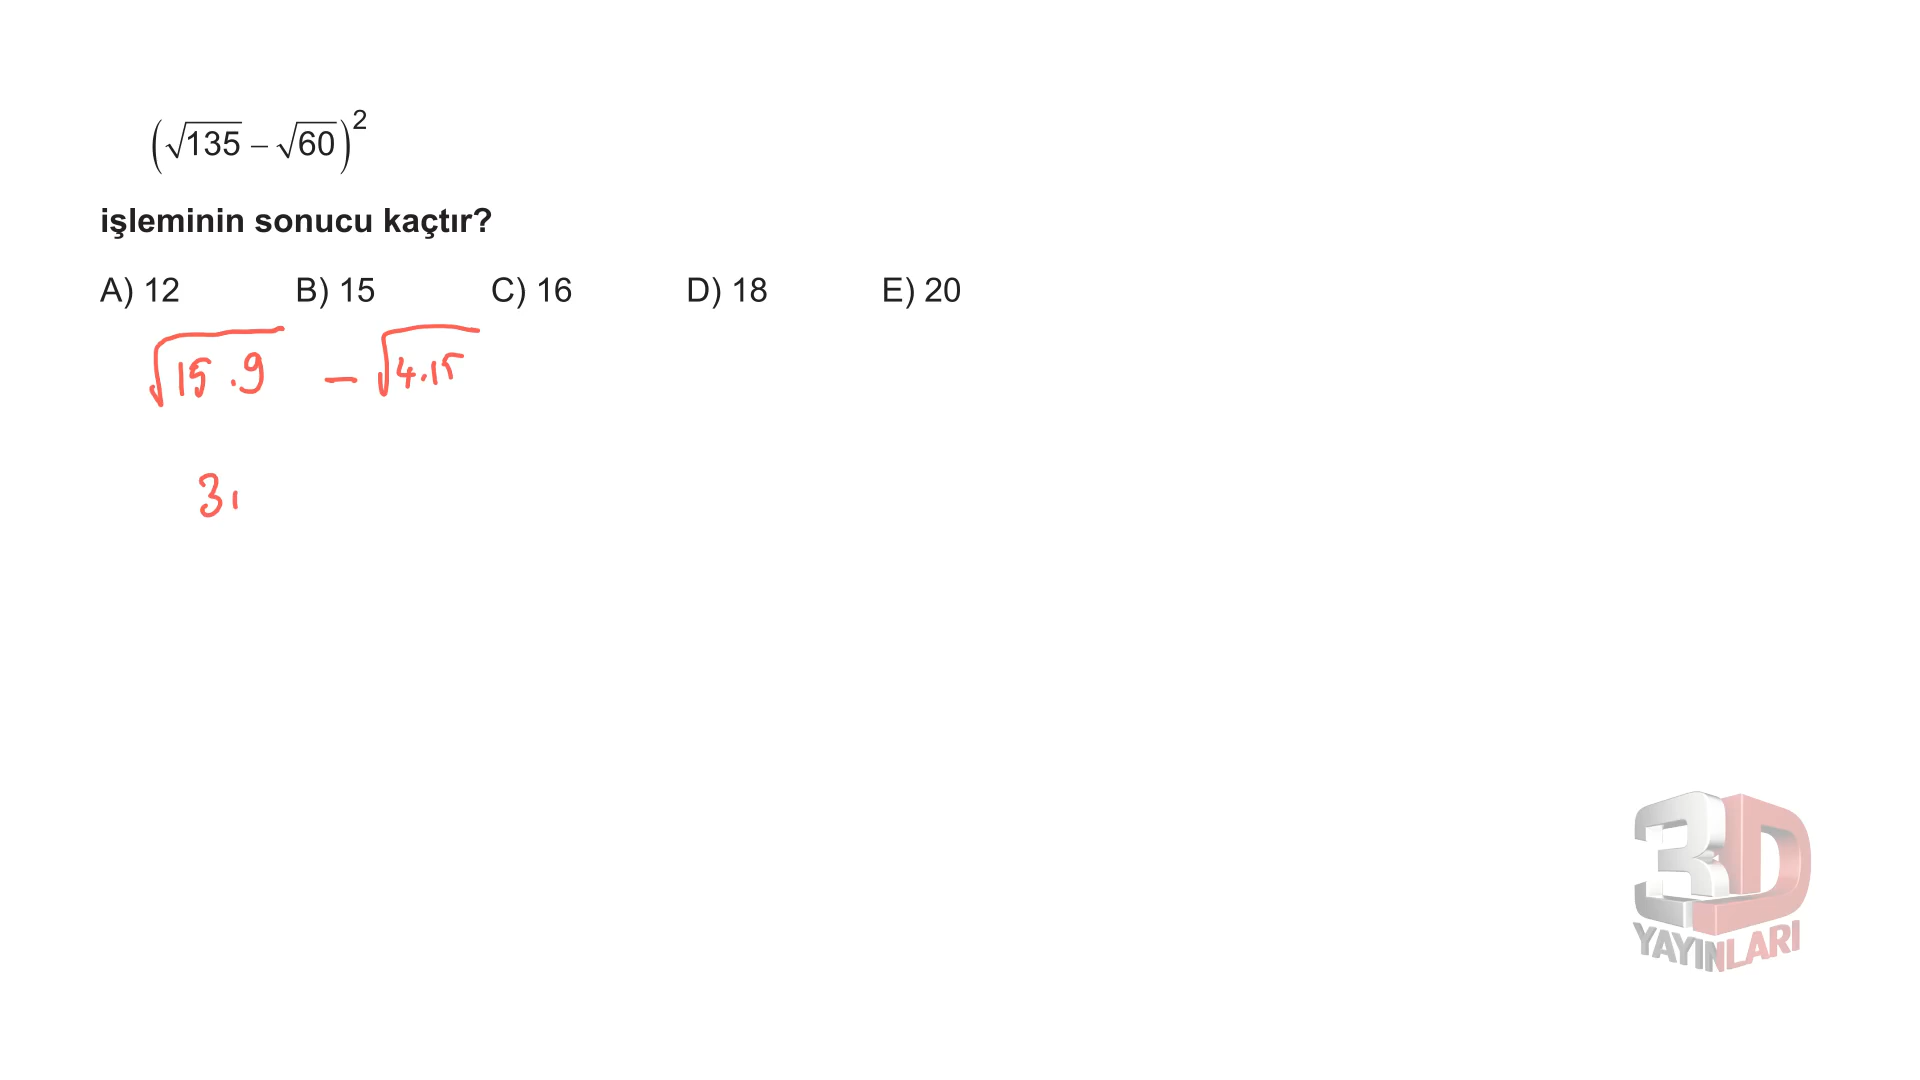 (√135 – √60)²
işleminin sonucu kaçtır?
A) 12 B) 15 C) 16 D) 18 E) 20
√15.9 – √4.15
3
3D
YAYINLARI